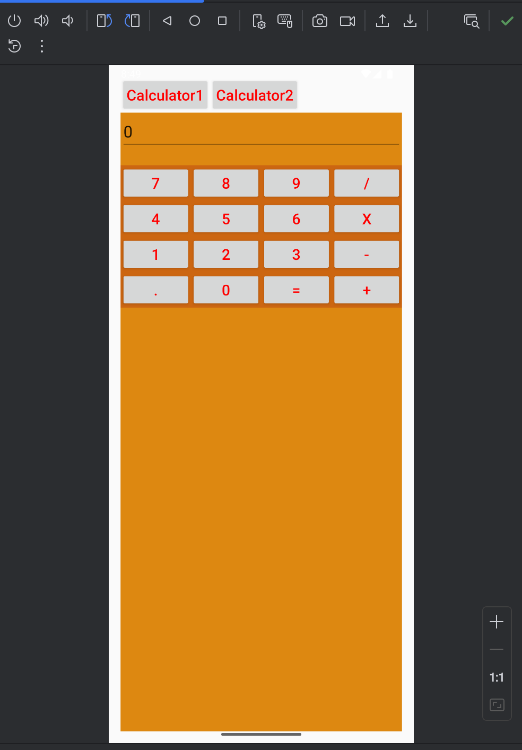 Calculator1 Calculator2
0
7 8 9 /
4 5 6 X
1 2 3 -
. 0 = +
1:1